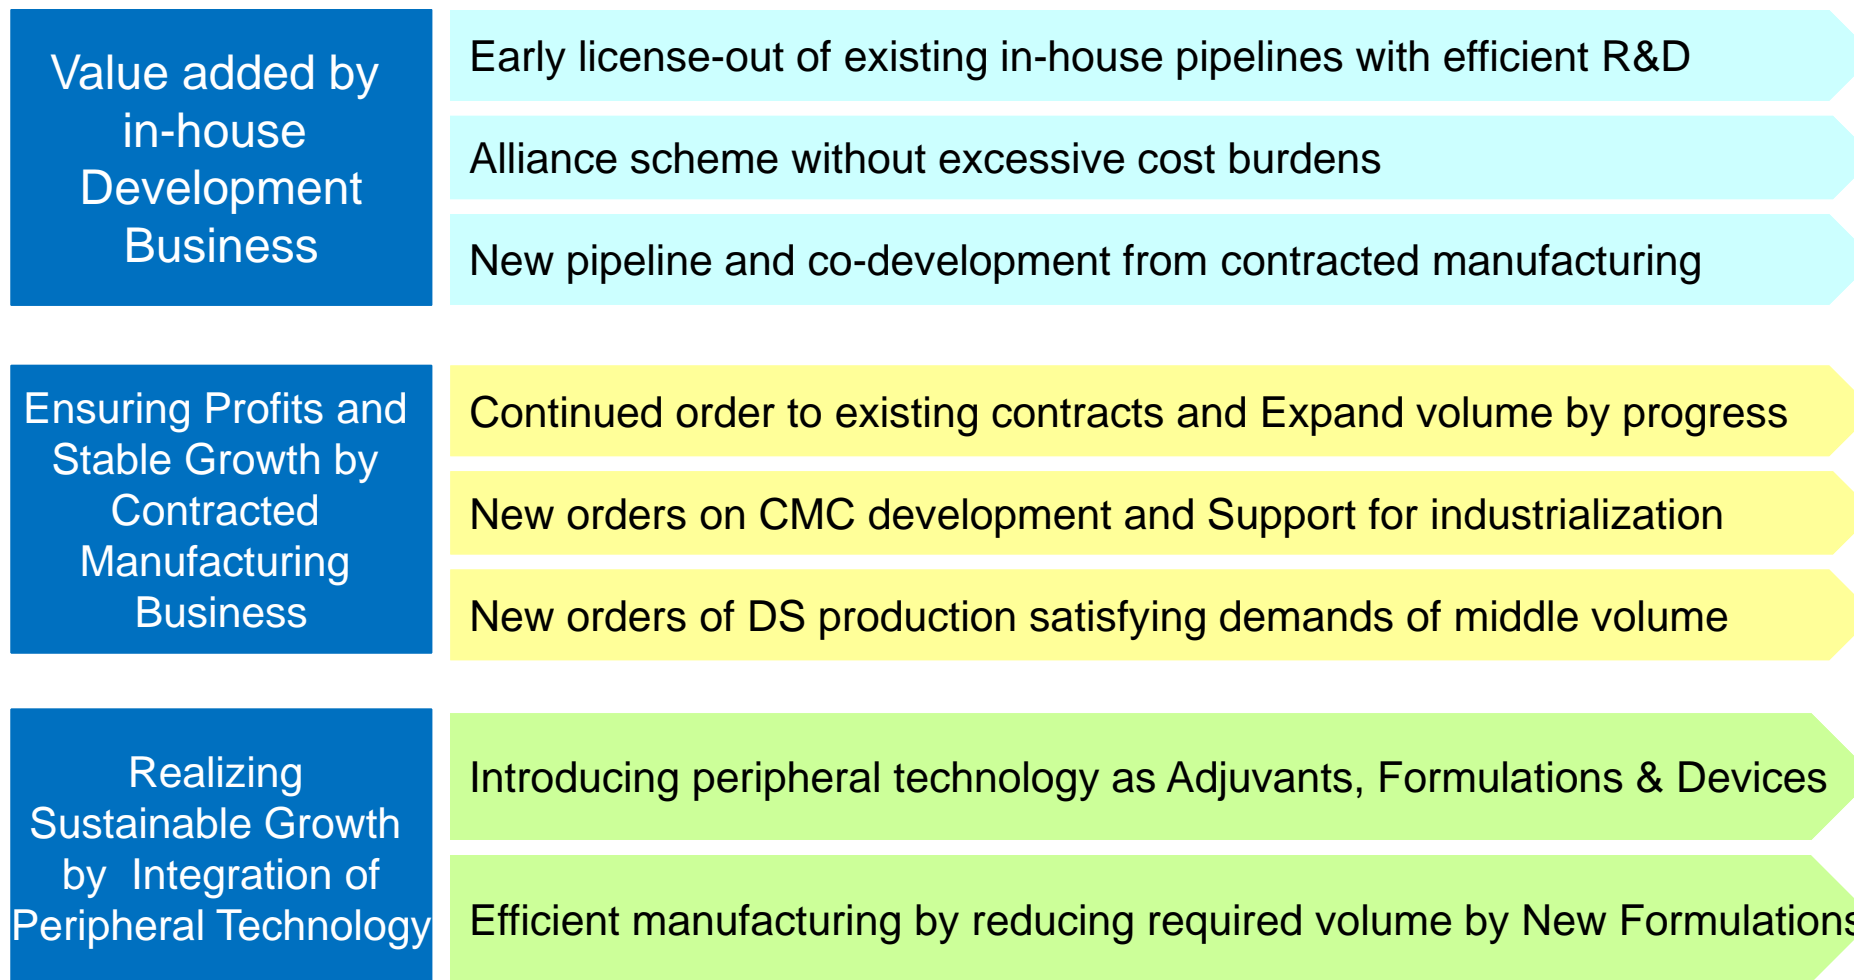 Value added by
in-house
Development
Business
Early license-out of existing in-house pipelines with efficient R&D
Alliance scheme without excessive cost burdens
New pipeline and co-development from contracted manufacturing
Ensuring Profits and
Stable Growth by
Contracted
Manufacturing
Business
Continued order to existing contracts and Expand volume by progress
New orders on CMC development and Support for industrialization
New orders of DS production satisfying demands of middle volume
Realizing
Sustainable Growth
by  Integration of
Peripheral Technology
Introducing peripheral technology as Adjuvants, Formulations & Devices
Efficient manufacturing by reducing required volume by New Formulations